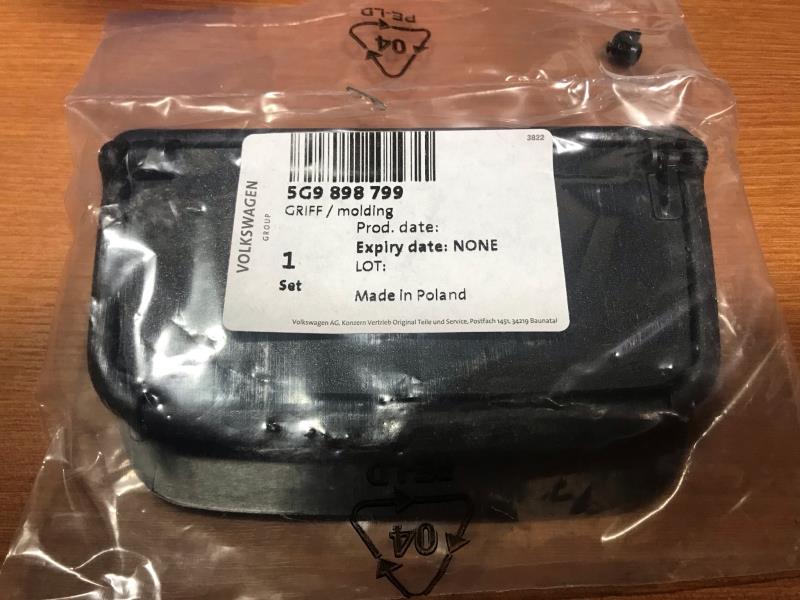 PE-LD
04
3822
5G9 898 799
GRIFF / molding
Prod. date:
Expiry date: NONE
LOT:
1
Set
Made in Poland
VOLKSWAGEN
GROUP
Volkswagen AG, Konzern Vertrieb Original Teile und Service, Postfach 1451, 34219 Baunatal
PE-LD
04